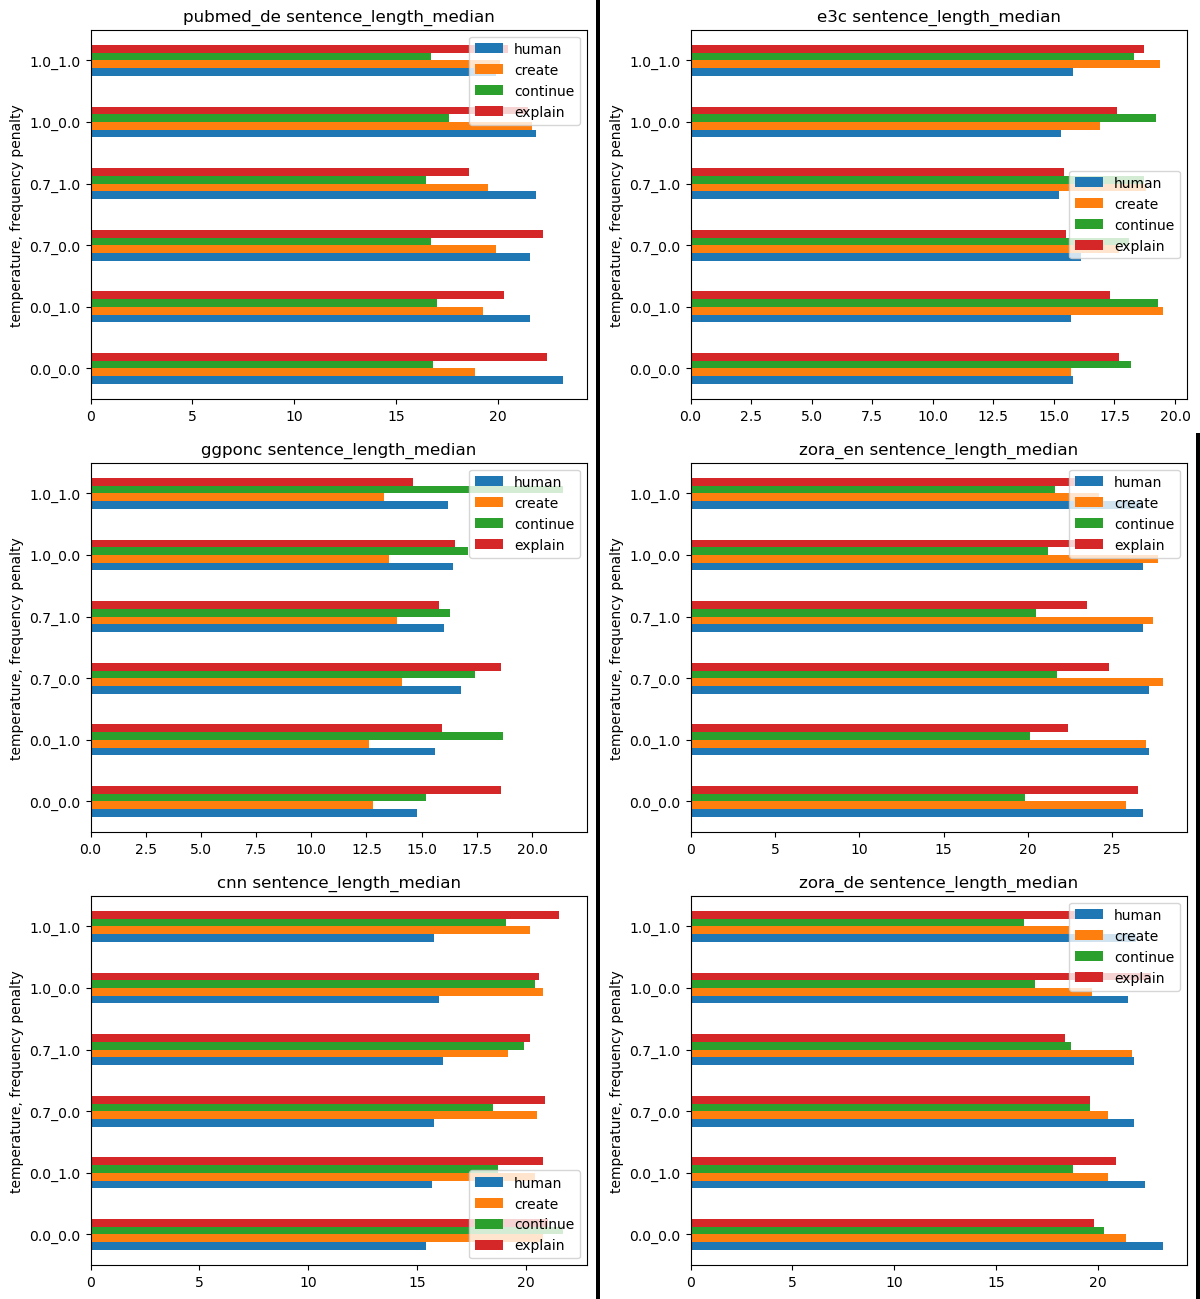 pubmed_de sentence_length_median
temperature, frequency penalty
1.0_1.0
1.0_0.0
0.7_1.0
0.7_0.0
0.0_1.0
0.0_0.0
0
5
10
15
20
human
create
continue
explain
e3c sentence_length_median
temperature, frequency penalty
1.0_1.0
1.0_0.0
0.7_1.0
0.7_0.0
0.0_1.0
0.0_0.0
0.0
2.5
5.0
7.5
10.0
12.5
15.0
17.5
20.0
human
create
continue
explain
ggponc sentence_length_median
temperature, frequency penalty
1.0_1.0
1.0_0.0
0.7_1.0
0.7_0.0
0.0_1.0
0.0_0.0
0.0
2.5
5.0
7.5
10.0
12.5
15.0
17.5
20.0
human
create
continue
explain
zora_en sentence_length_median
temperature, frequency penalty
1.0_1.0
1.0_0.0
0.7_1.0
0.7_0.0
0.0_1.0
0.0_0.0
0
5
10
15
20
25
human
create
continue
explain
cnn sentence_length_median
temperature, frequency penalty
1.0_1.0
1.0_0.0
0.7_1.0
0.7_0.0
0.0_1.0
0.0_0.0
0
5
10
15
20
human
create
continue
explain
zora_de sentence_length_median
temperature, frequency penalty
1.0_1.0
1.0_0.0
0.7_1.0
0.7_0.0
0.0_1.0
0.0_0.0
0
5
10
15
20
human
create
continue
explain